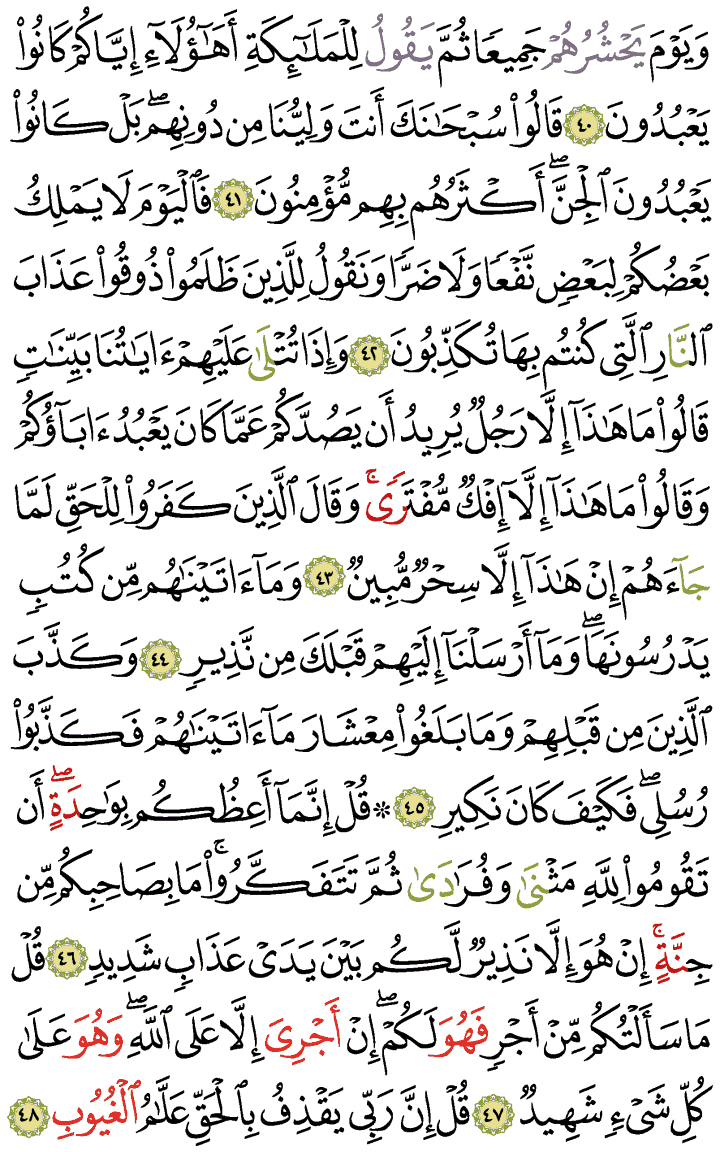 وَيَوْمَ يَحْشُرُهُمْ جَمِيعًا ثُمَّ يَقُولُ لِلْمَلَٰٓئِكَةِ أَهَٰٓؤُلَآءِ إِيَّاكُمْ كَانُوا۟
يَعْبُدُونَ ٤٠ قَالُوا۟ سُبْحَٰنَكَ أَنتَ وَلِيُّنَا مِن دُونِهِم ۖ بَلْ كَانُوا۟
يَعْبُدُونَ ٱلْجِنَّ ۖ أَكْثَرُهُم بِهِم مُّؤْمِنُونَ ٤١ فَٱلْيَوْمَ لَا يَمْلِكُ
بَعْضُكُمْ لِبَعْضٍ نَّفْعًا وَلَا ضَرًّا وَنَقُولُ لِلَّذِينَ ظَلَمُوا۟ ذُوقُوا۟ عَذَابَ
ٱلنَّارِ ٱلَّتِى كُنتُم بِهَا تُكَذِّبُونَ ٤٢ وَإِذَا تُتْلَىٰ عَلَيْهِمْ ءَايَٰتُنَا بَيِّنَٰتٍ
قَالُوا۟ مَا هَٰذَآ إِلَّا رَجُلٌ يُرِيدُ أَن يَصُدَّكُمْ عَمَّا كَانَ يَعْبُدُ ءَابَآؤُكُمْ
وَقَالُوا۟ مَا هَٰذَآ إِلَّآ إِفْكٌ مُّفْتَرًى ۚ وَقَالَ ٱلَّذِينَ كَفَرُوا۟ لِلْحَقِّ لَمَّا
جَآءَهُمْ إِنْ هَٰذَآ إِلَّا سِحْرٌ مُّبِينٌ ٤٣ وَمَآ ءَاتَيْنَٰهُم مِّن كُتُبٍ
يَدْرُسُونَهَا ۖ وَمَآ أَرْسَلْنَآ إِلَيْهِمْ قَبْلَكَ مِن نَّذِيرٍ ٤٤ وَكَذَّبَ
ٱلَّذِينَ مِن قَبْلِهِمْ وَمَا بَلَغُوا۟ مِعْشَارَ مَآ ءَاتَيْنَٰهُمْ فَكَذَّبُوا۟
رُسُلِى ۖ فَكَيْفَ كَانَ نَكِيرِ ٤٥ ۞ قُلْ إِنَّمَآ أَعِظُكُم بِوَٰحِدَةٍ ۖ أَن
تَقُومُوا۟ لِلَّهِ مَثْنَىٰ وَفُرَٰدَىٰ ثُمَّ تَتَفَكَّرُوا۟ ۚ مَا بِصَاحِبِكُم مِّن
جِنَّةٍ ۚ إِنْ هُوَ إِلَّا نَذِيرٌ لَّكُم بَيْنَ يَدَىْ عَذَابٍ شَدِيدٍ ٤٦ قُلْ
مَا سَأَلْتُكُم مِّنْ أَجْرٍ فَهُوَ لَكُمْ ۖ إِنْ أَجْرِىَ إِلَّا عَلَى ٱللَّهِ ۖ وَهُوَ عَلَىٰ
كُلِّ شَىْءٍ شَهِيدٌ ٤٧ قُلْ إِنَّ رَبِّى يَقْذِفُ بِٱلْحَقِّ عَلَّٰمُ ٱلْغُيُوبِ ٤٨